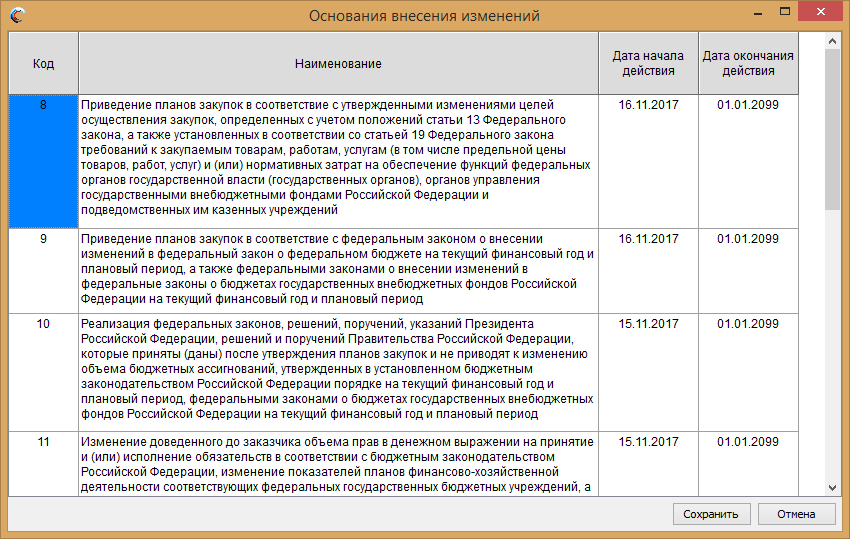 Основания внесения изменений
Код
Наименование
Дата начала
действия
Дата окончания
действия
8
Приведение планов закупок в соответствие с утвержденными изменениями целей
осуществления закупок, определенных с учетом положений статьи 13 Федерального
закона, а также установленных в соответствии со статьей 19 Федерального закона
требований к закупаемым товарам, работам, услугам (в том числе предельной цены
товаров, работ, услуг) и (или) нормативных затрат на обеспечение функций федеральных
органов государственной власти (государственных органов), органов управления
государственными внебюджетными фондами Российской Федерации и
подведомственных им казенных учреждений
16.11.2017
01.01.2099
9
Приведение планов закупок в соответствие с федеральным законом о внесении
изменений в федеральный закон о федеральном бюджете на текущий финансовый год и
плановый период, а также федеральными законами о внесении изменений в
федеральные законы о бюджетах государственных внебюджетных фондов Российской
Федерации на текущий финансовый год и плановый период
16.11.2017
01.01.2099
10
Реализация федеральных законов, решений, поручений, указаний Президента
Российской Федерации, решений и поручений Правительства Российской Федерации,
которые приняты (даны) после утверждения планов закупок и не приводят к изменению
объема бюджетных ассигнований, утвержденных в установленном бюджетным
законодательством Российской Федерации порядке на текущий финансовый год и
плановый период, федеральными законами о бюджетах государственных внебюджетных
фондов Российской Федерации на текущий финансовый год и плановый период
15.11.2017
01.01.2099
11
Изменение доведенного до заказчика объема прав в денежном выражении на принятие
и (или) исполнение обязательств в соответствии с бюджетным законодательством
Российской Федерации, изменение показателей планов финансово-хозяйственной
деятельности соответствующих федеральных государственных бюджетных учреждений, а
15.11.2017
01.01.2099
Сохранить
Отмена